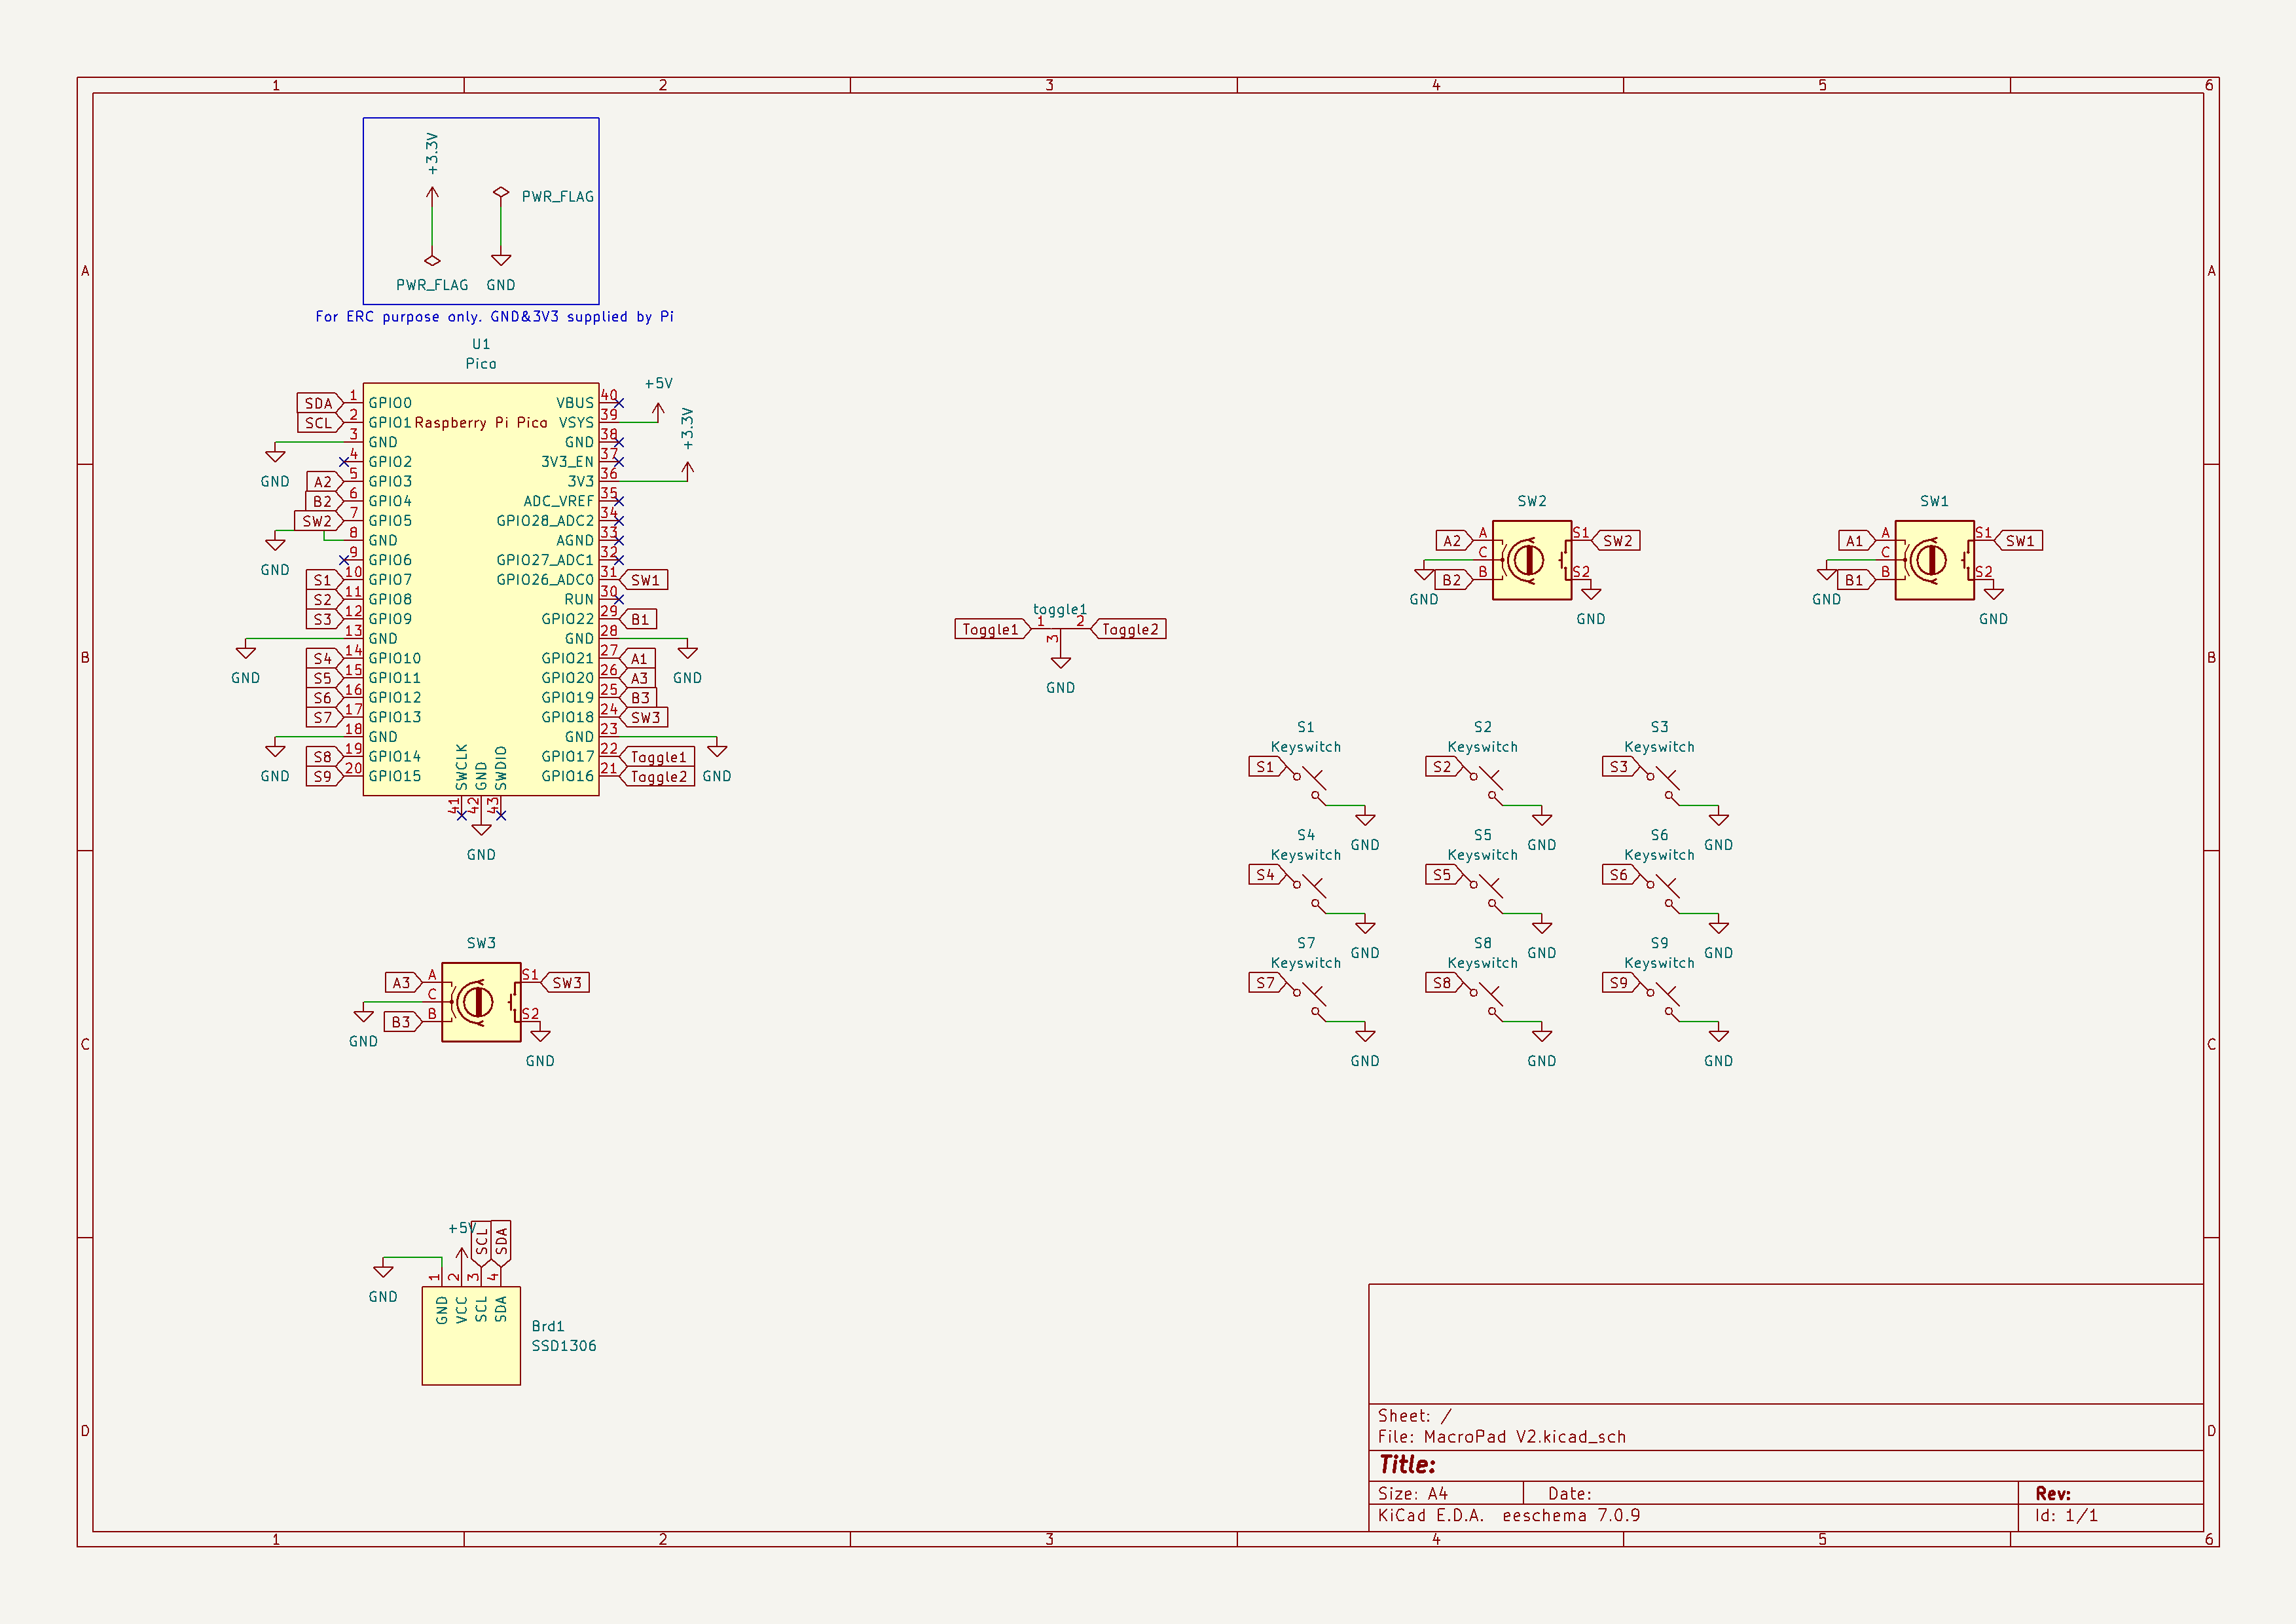 1 2 3 4 5 6
+3.3V
PWR_FLAG
PWR_FLAG GND
A A
For ERC purpose only. GND&3V3 supplied by Pi
U1
Pico
Raspberry Pi Pico
SDA 1 GPIO0
SCL 2 GPIO1
3 GND
GND
4 GPIO2
A2 5 GPIO3
B2 6 GPIO4
SW2 7 GPIO5
8 GND
GND
9 GPIO6
S1 10 GPIO7
S2 11 GPIO8
S3 12 GPIO9
13 GND
GND
S4 14 GPIO10
S5 15 GPIO11
S6 16 GPIO12
S7 17 GPIO13
18 GND
GND
S8 19 GPIO14
S9 20 GPIO15
VBUS 40
+5V
VSYS 39
GND 38
3V3_EN 37
+3.3V
3V3 36
ADC_VREF 35
GPIO28_ADC2 34
AGND 33
GPIO27_ADC1 32
GPIO26_ADC0 31 SW1
RUN 30
GPIO22 29 B1
GND 28
GND
GPIO21 27 A1
GPIO20 26 A3
GPIO19 25 B3
GPIO18 24 SW3
GND 23
GND
GPIO17 22 Toggle1
GPIO16 21 Toggle2
SWCLK GND SWDIO
41 42 43
GND
B B
toggle1
Toggle1 1 2 Toggle2
3
GND
SW2
A2 A S1 SW2
C
B2 B S2
GND GND
SW1
A1 A S1 SW1
C
B1 B S2
GND GND
S1 S2 S3
Keyswitch Keyswitch Keyswitch
S1 S2 S3
GND GND GND
S4 S5 S6
Keyswitch Keyswitch Keyswitch
S4 S5 S6
GND GND GND
S7 S8 S9
Keyswitch Keyswitch Keyswitch
S7 S8 S9
GND GND GND
SW3
A3 A S1 SW3
C
B3 B S2
GND GND
C C
+5V SCL SDA
1 2 3 4
GND
GND VCC SCL SDA
Brd1
SSD1306
D D
Sheet: /
File: MacroPad V2.kicad_sch
Title:
Size: A4 Date: Rev:
KiCad E.D.A. eeschema 7.0.9 Id: 1/1
1 2 3 4 5 6